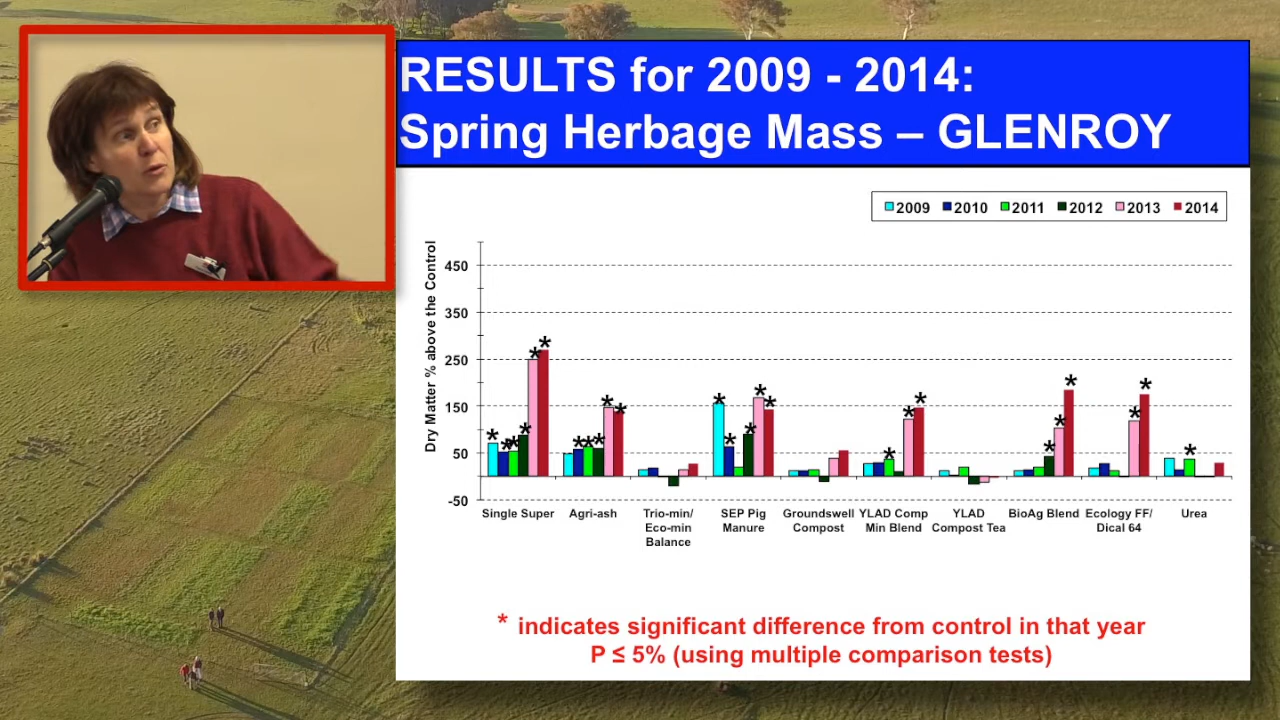 RESULTS for 2009 - 2014:
Spring Herbage Mass – GLENROY
2009 2010 2011 2012 2013 2014
Dry Matter % above the Control
450
350
250
150
50
-50
Single Super
Agri-ash
Trio-min/
Eco-min
Balance
SEP Pig
Manure
Groundswell
Compost
YLAD Comp
Min Blend
YLAD
Compost Tea
BioAg Blend
Ecology FF/
Dical 64
Urea
* indicates significant difference from control in that year
P ≤ 5% (using multiple comparison tests)